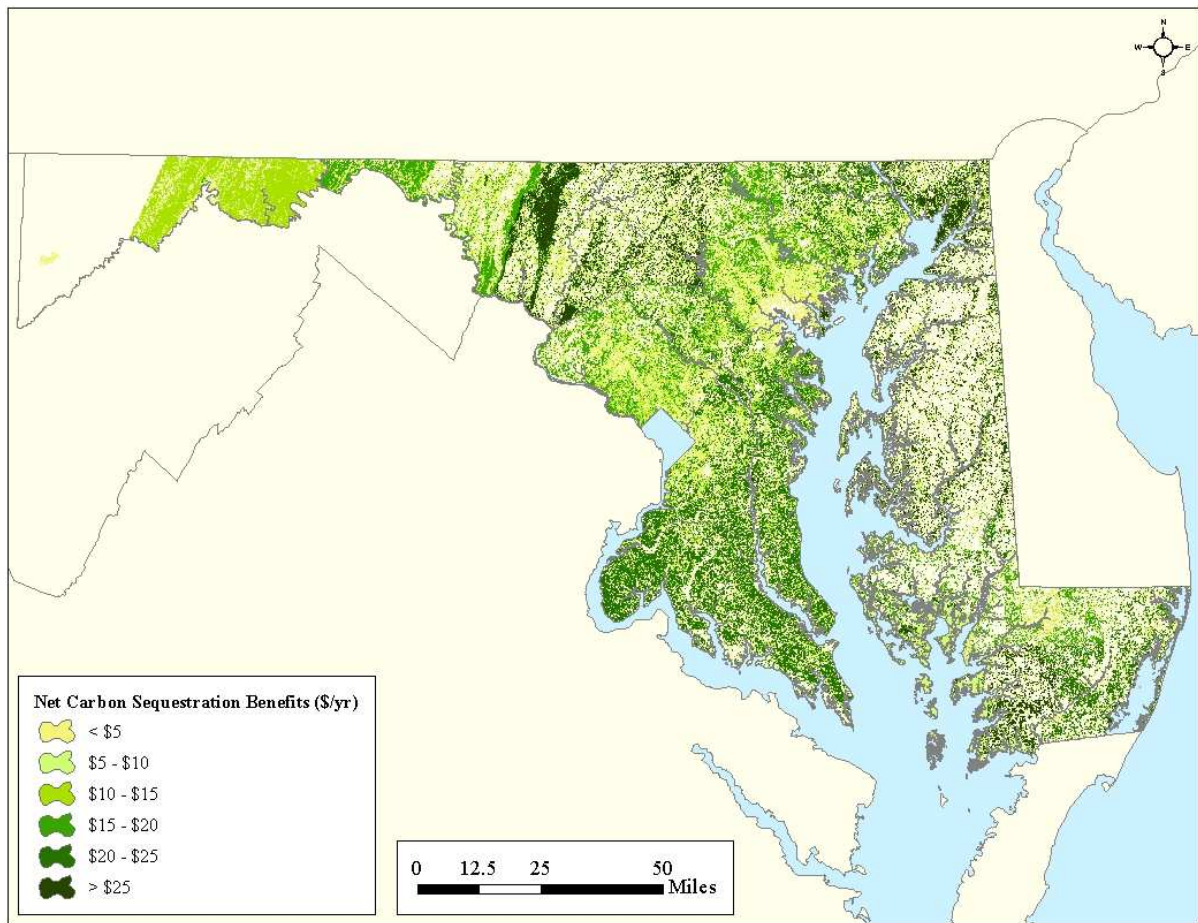 N
W E
S
Net Carbon Sequestration Benefits ($/yr)
< $5
$5 - $10
$10 - $15
$15 - $20
$20 - $25
> $25
0 12.5 25 50
Miles